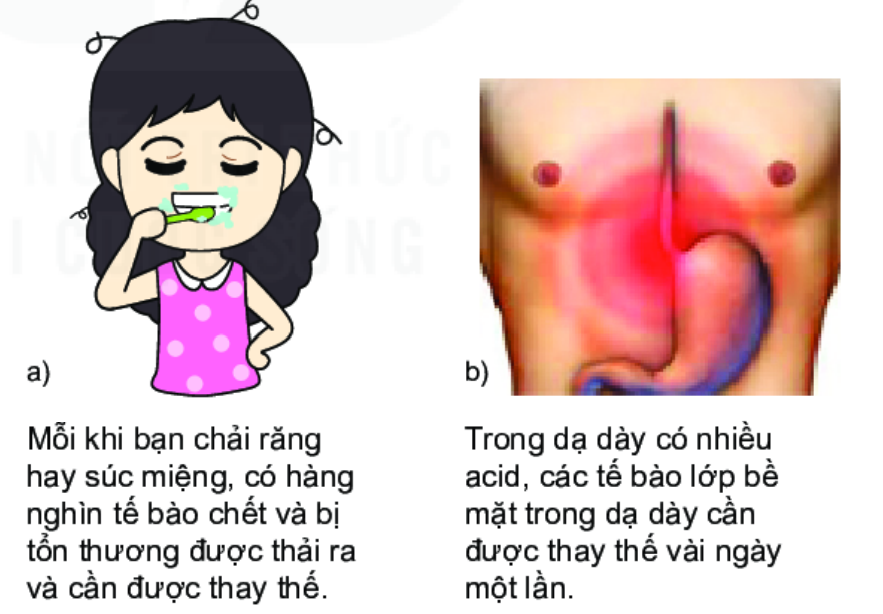 a)
Mỗi khi bạn chải răng
hay súc miệng, có hàng
nghìn tế bào chết và bị
tổn thương được thải ra
và cần được thay thế.
b)
Trong dạ dày có nhiều
acid, các tế bào lớp bề
mặt trong dạ dày cần
được thay thế vài ngày
một lần.